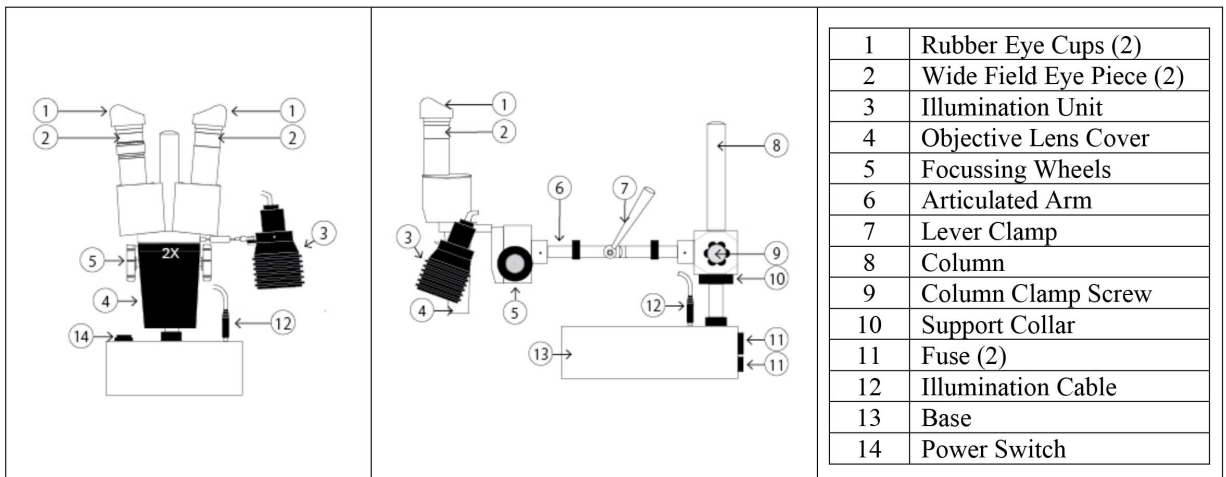 1 1
2 2
2X
3
5
4
12
14
1
2
8
6
7
3
9
10
12
4
5
11
13
11
1 Rubber Eye Cups (2)
2 Wide Field Eye Piece (2)
3 Illumination Unit
4 Objective Lens Cover
5 Focussing Wheels
6 Articulated Arm
7 Lever Clamp
8 Column
9 Column Clamp Screw
10 Support Collar
11 Fuse (2)
12 Illumination Cable
13 Base
14 Power Switch